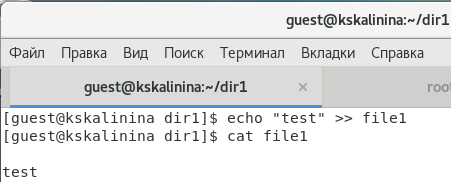 guest@kskalinina:~/dir1
Файл Правка Вид Поиск Терминал Вкладки Справка
guest@kskalinina:~/dir1 × roo
[guest@kskalinina dir1]$ echo "test" >> file1
[guest@kskalinina dir1]$ cat file1
test